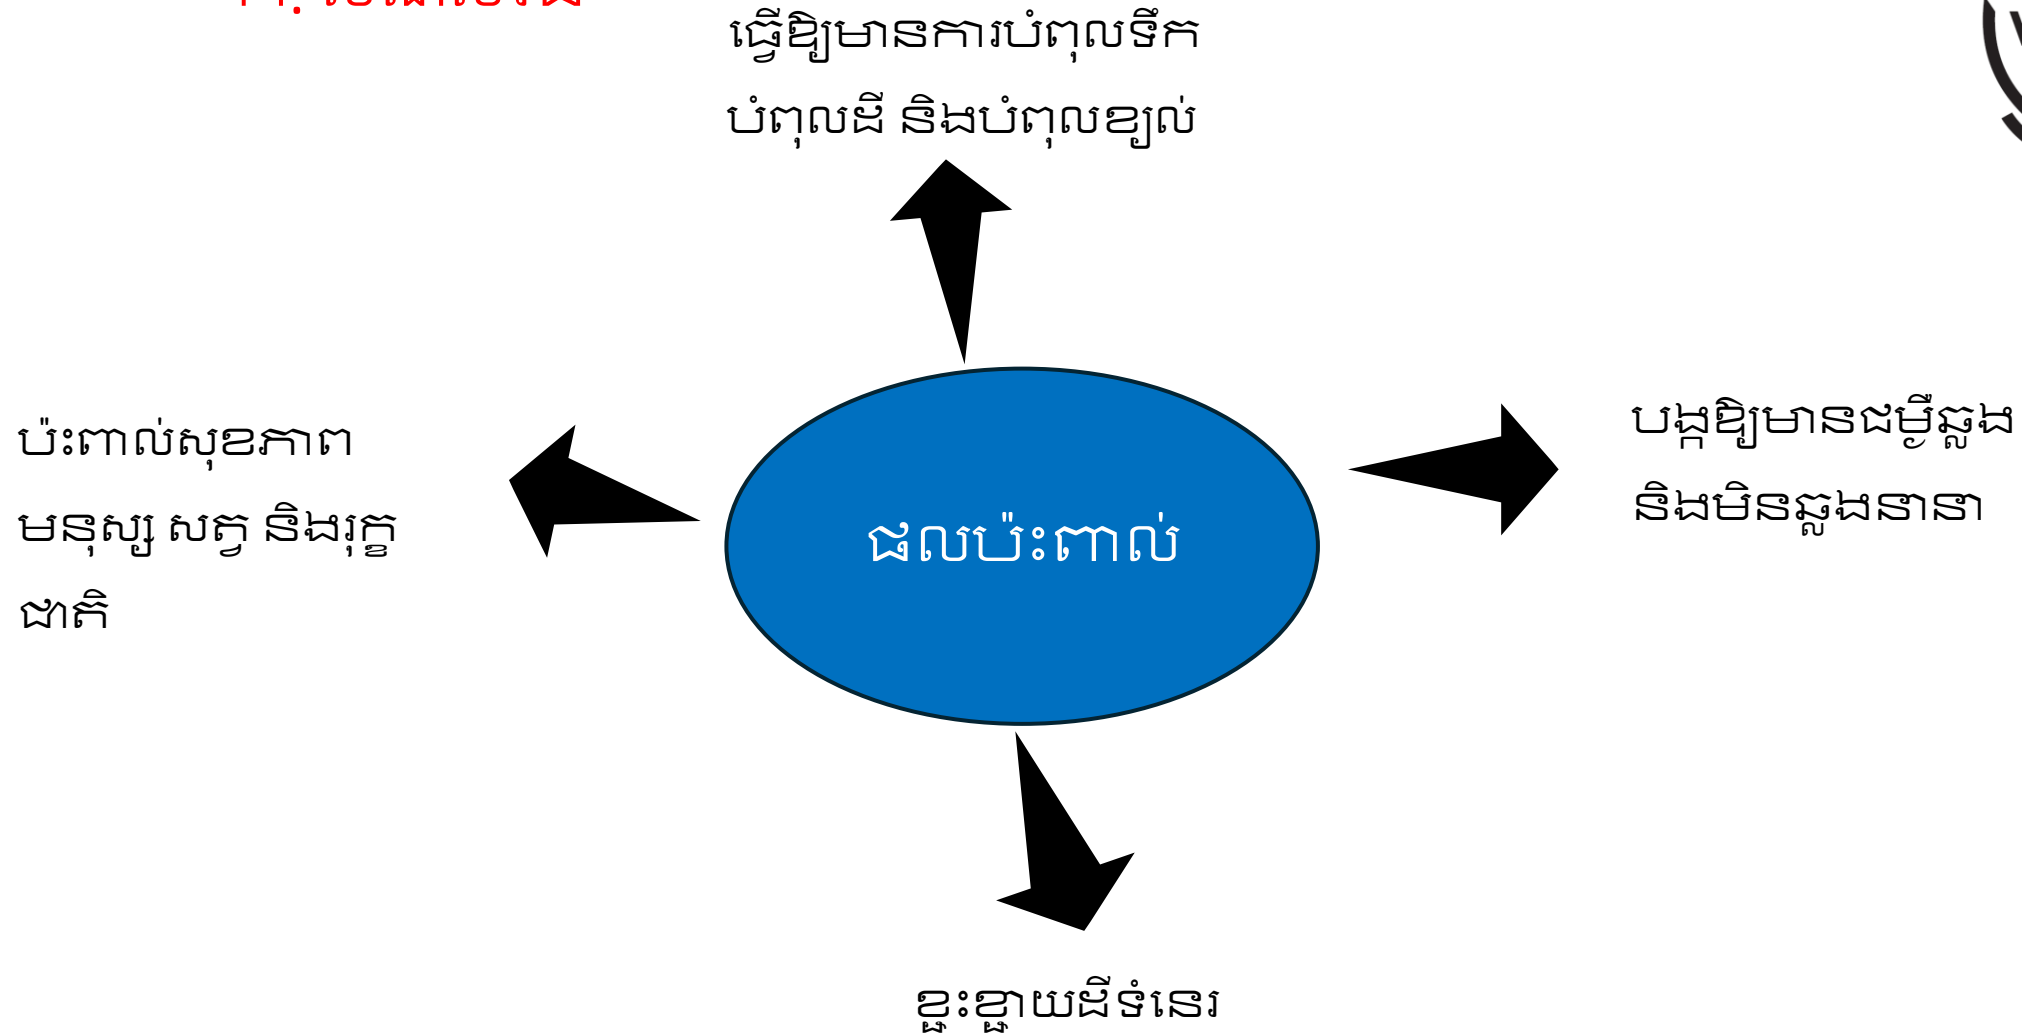 ធ្វើឱ្យមានការបំពុលទឹក
បំពុលដី និងបំពុលខ្យល់
ប៉ះពាល់សុខភាព
មនុស្ស សត្វ និងរុក្ខ
ជាតិ
ផលប៉ះពាល់
បង្កឱ្យមានជម្ងឺឆ្លង
និងមិនឆ្លងនានា
ខ្ជះខ្ជាយដីទំនេរ